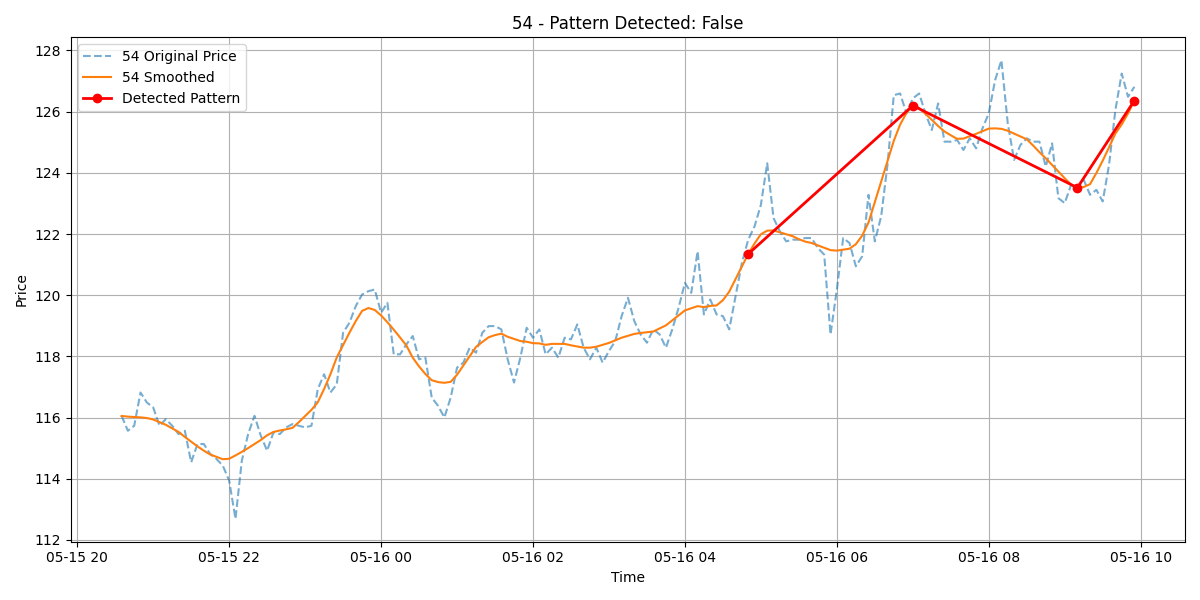 54 - Pattern Detected: False
54 Original Price
54 Smoothed
Detected Pattern
Price
128
126
124
122
120
118
116
114
112
05-15 20
05-15 22
05-16 00
05-16 02
05-16 04
05-16 06
05-16 08
05-16 10
Time